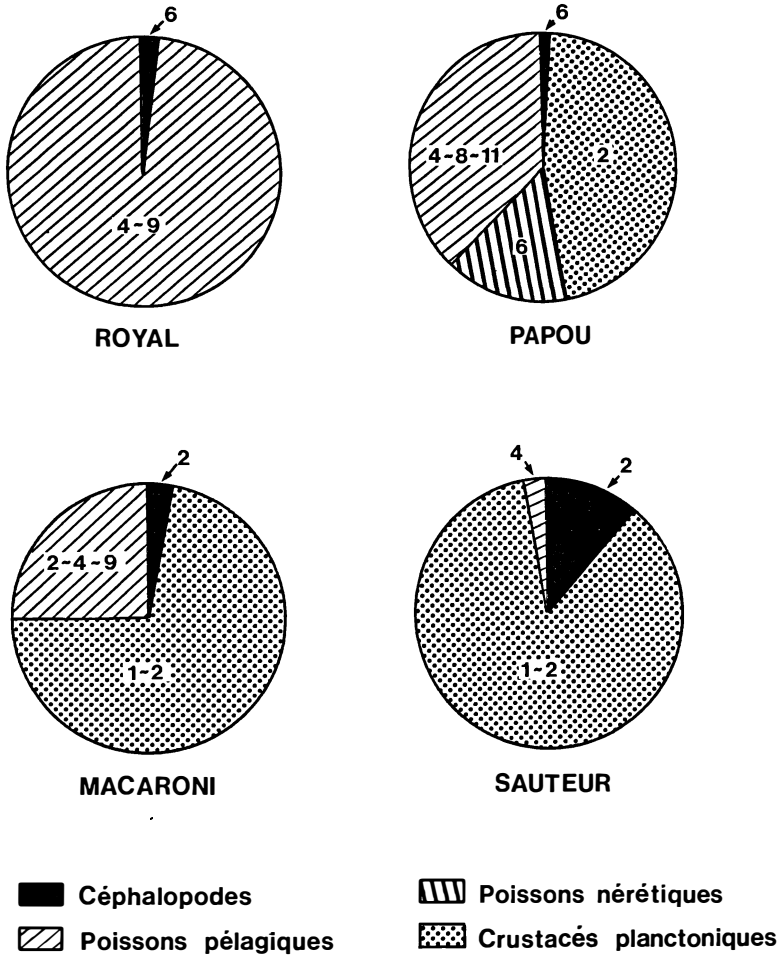 6
4~9
ROYAL
6
4~8~11
2
6
PAPOU
2
2~4~9
1~2
MACARONI
4
2
1~2
SAUTEUR
Céphalopodes
Poissons pélagiques
Poissons nérétiques
Crustacés planctoniques